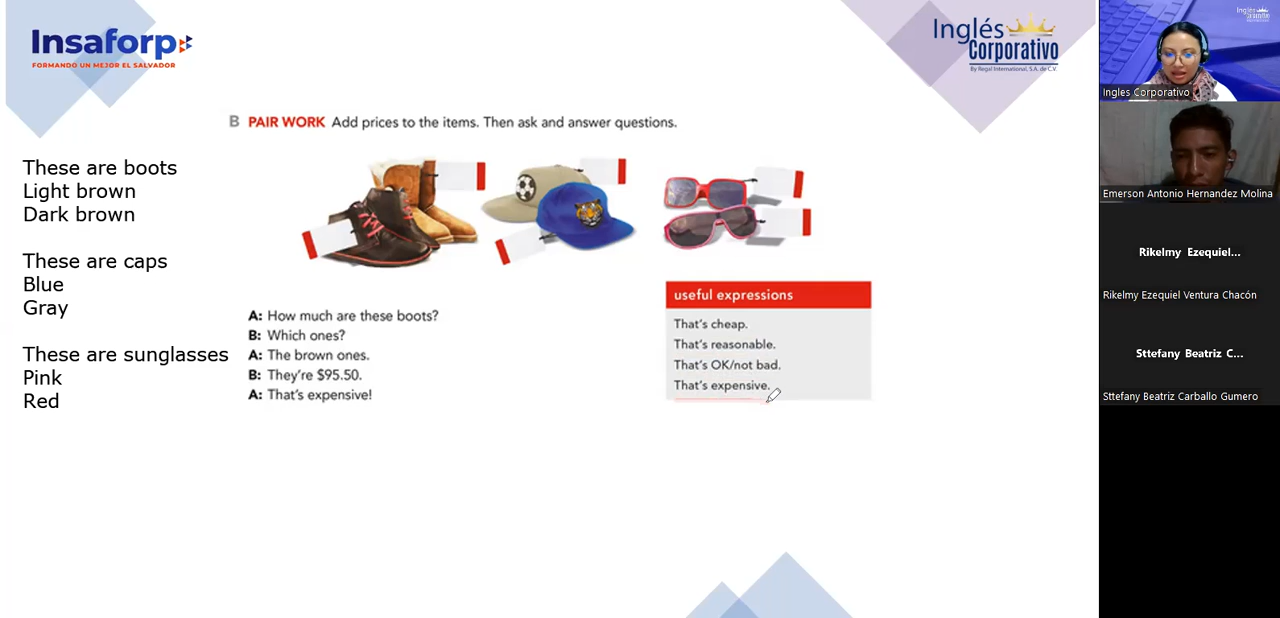 Insaforp
FORMANDO UN MEJOR EL SALVADOR
Inglés
Corporativo
By Regal International, S.A. de C.V.
B PAIR WORK Add prices to the items. Then ask and answer questions.
These are boots
Light brown
Dark brown
These are caps
Blue
Gray
These are sunglasses
Pink
Red
A: How much are these boots?
B: Which ones?
A: The brown ones.
B: They're $95.50.
A: That's expensive!
useful expressions
That's cheap.
That's reasonable.
That's OK/not bad.
That's expensive.
Inglés
Corporativo
Ingles Corporativo
Emerson Antonio Hernandez Molina
Rikelmy Ezequiel...
Rikelmy Ezequiel Ventura Chacón
Sttefany Beatriz C...
Sttefany Beatriz Carballo Gumero